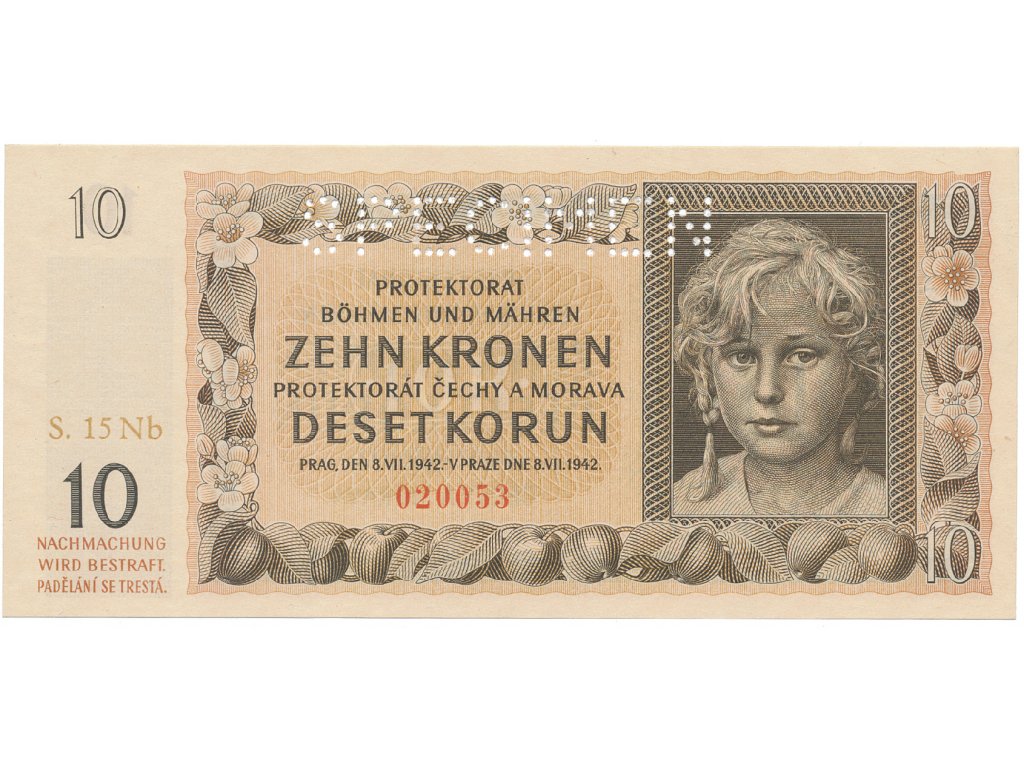 SPECIMEN
10
10
PROTEKTORAT
BÖHMEN UND MÄHREN
ZEHN KRONEN
PROTEKTORÁT ČECHY A MORAVA
DESET KORUN
PRAG, DEN 8.VII.1942.-V PRAZE DNE 8.VII.1942.
020053
S. 15 Nb
10
NACHMACHUNG
WIRD BESTRAFT.
PADĚLÁNÍ SE TRESTÁ.
10